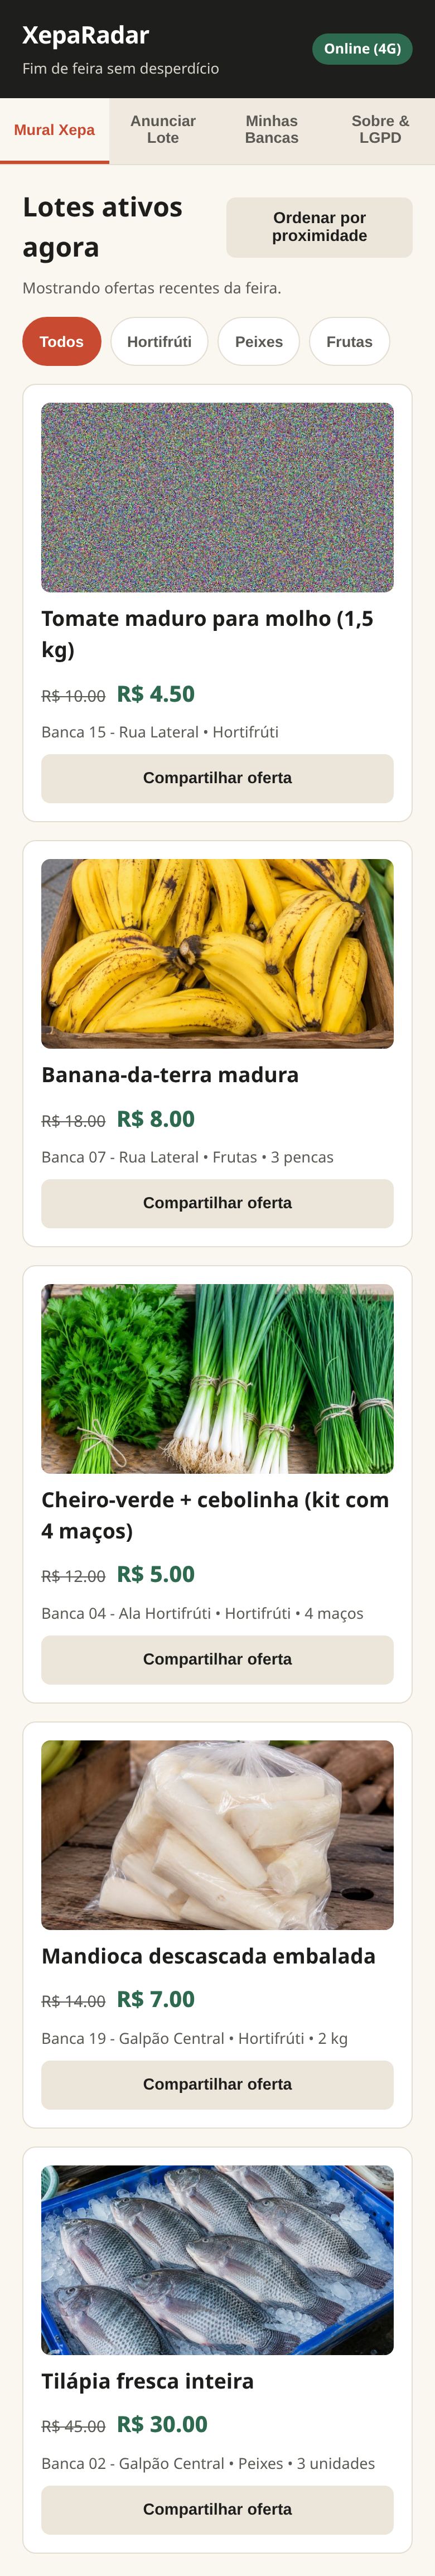 XepaRadar
Fim de feira sem desperdício
Online (4G)
Mural Xepa
Anunciar
Lote
Minhas
Bancas
Sobre &
LGPD
Lotes ativos
agora
Ordenar por
proximidade
Mostrando ofertas recentes da feira.
Todos
Hortifrúti
Peixes
Frutas
Tomate maduro para molho (1,5
kg)
R$ 10.00 R$ 4.50
Banca 15 - Rua Lateral • Hortifrúti
Compartilhar oferta
Banana-da-terra madura
R$ 18.00 R$ 8.00
Banca 07 - Rua Lateral • Frutas • 3 pencas
Compartilhar oferta
Cheiro-verde + cebolinha (kit com
4 maços)
R$ 12.00 R$ 5.00
Banca 04 - Ala Hortifrúti • Hortifrúti • 4 maços
Compartilhar oferta
Mandioca descascada embalada
R$ 14.00 R$ 7.00
Banca 19 - Galpão Central • Hortifrúti • 2 kg
Compartilhar oferta
Tilápia fresca inteira
R$ 45.00 R$ 30.00
Banca 02 - Galpão Central • Peixes • 3 unidades
Compartilhar oferta